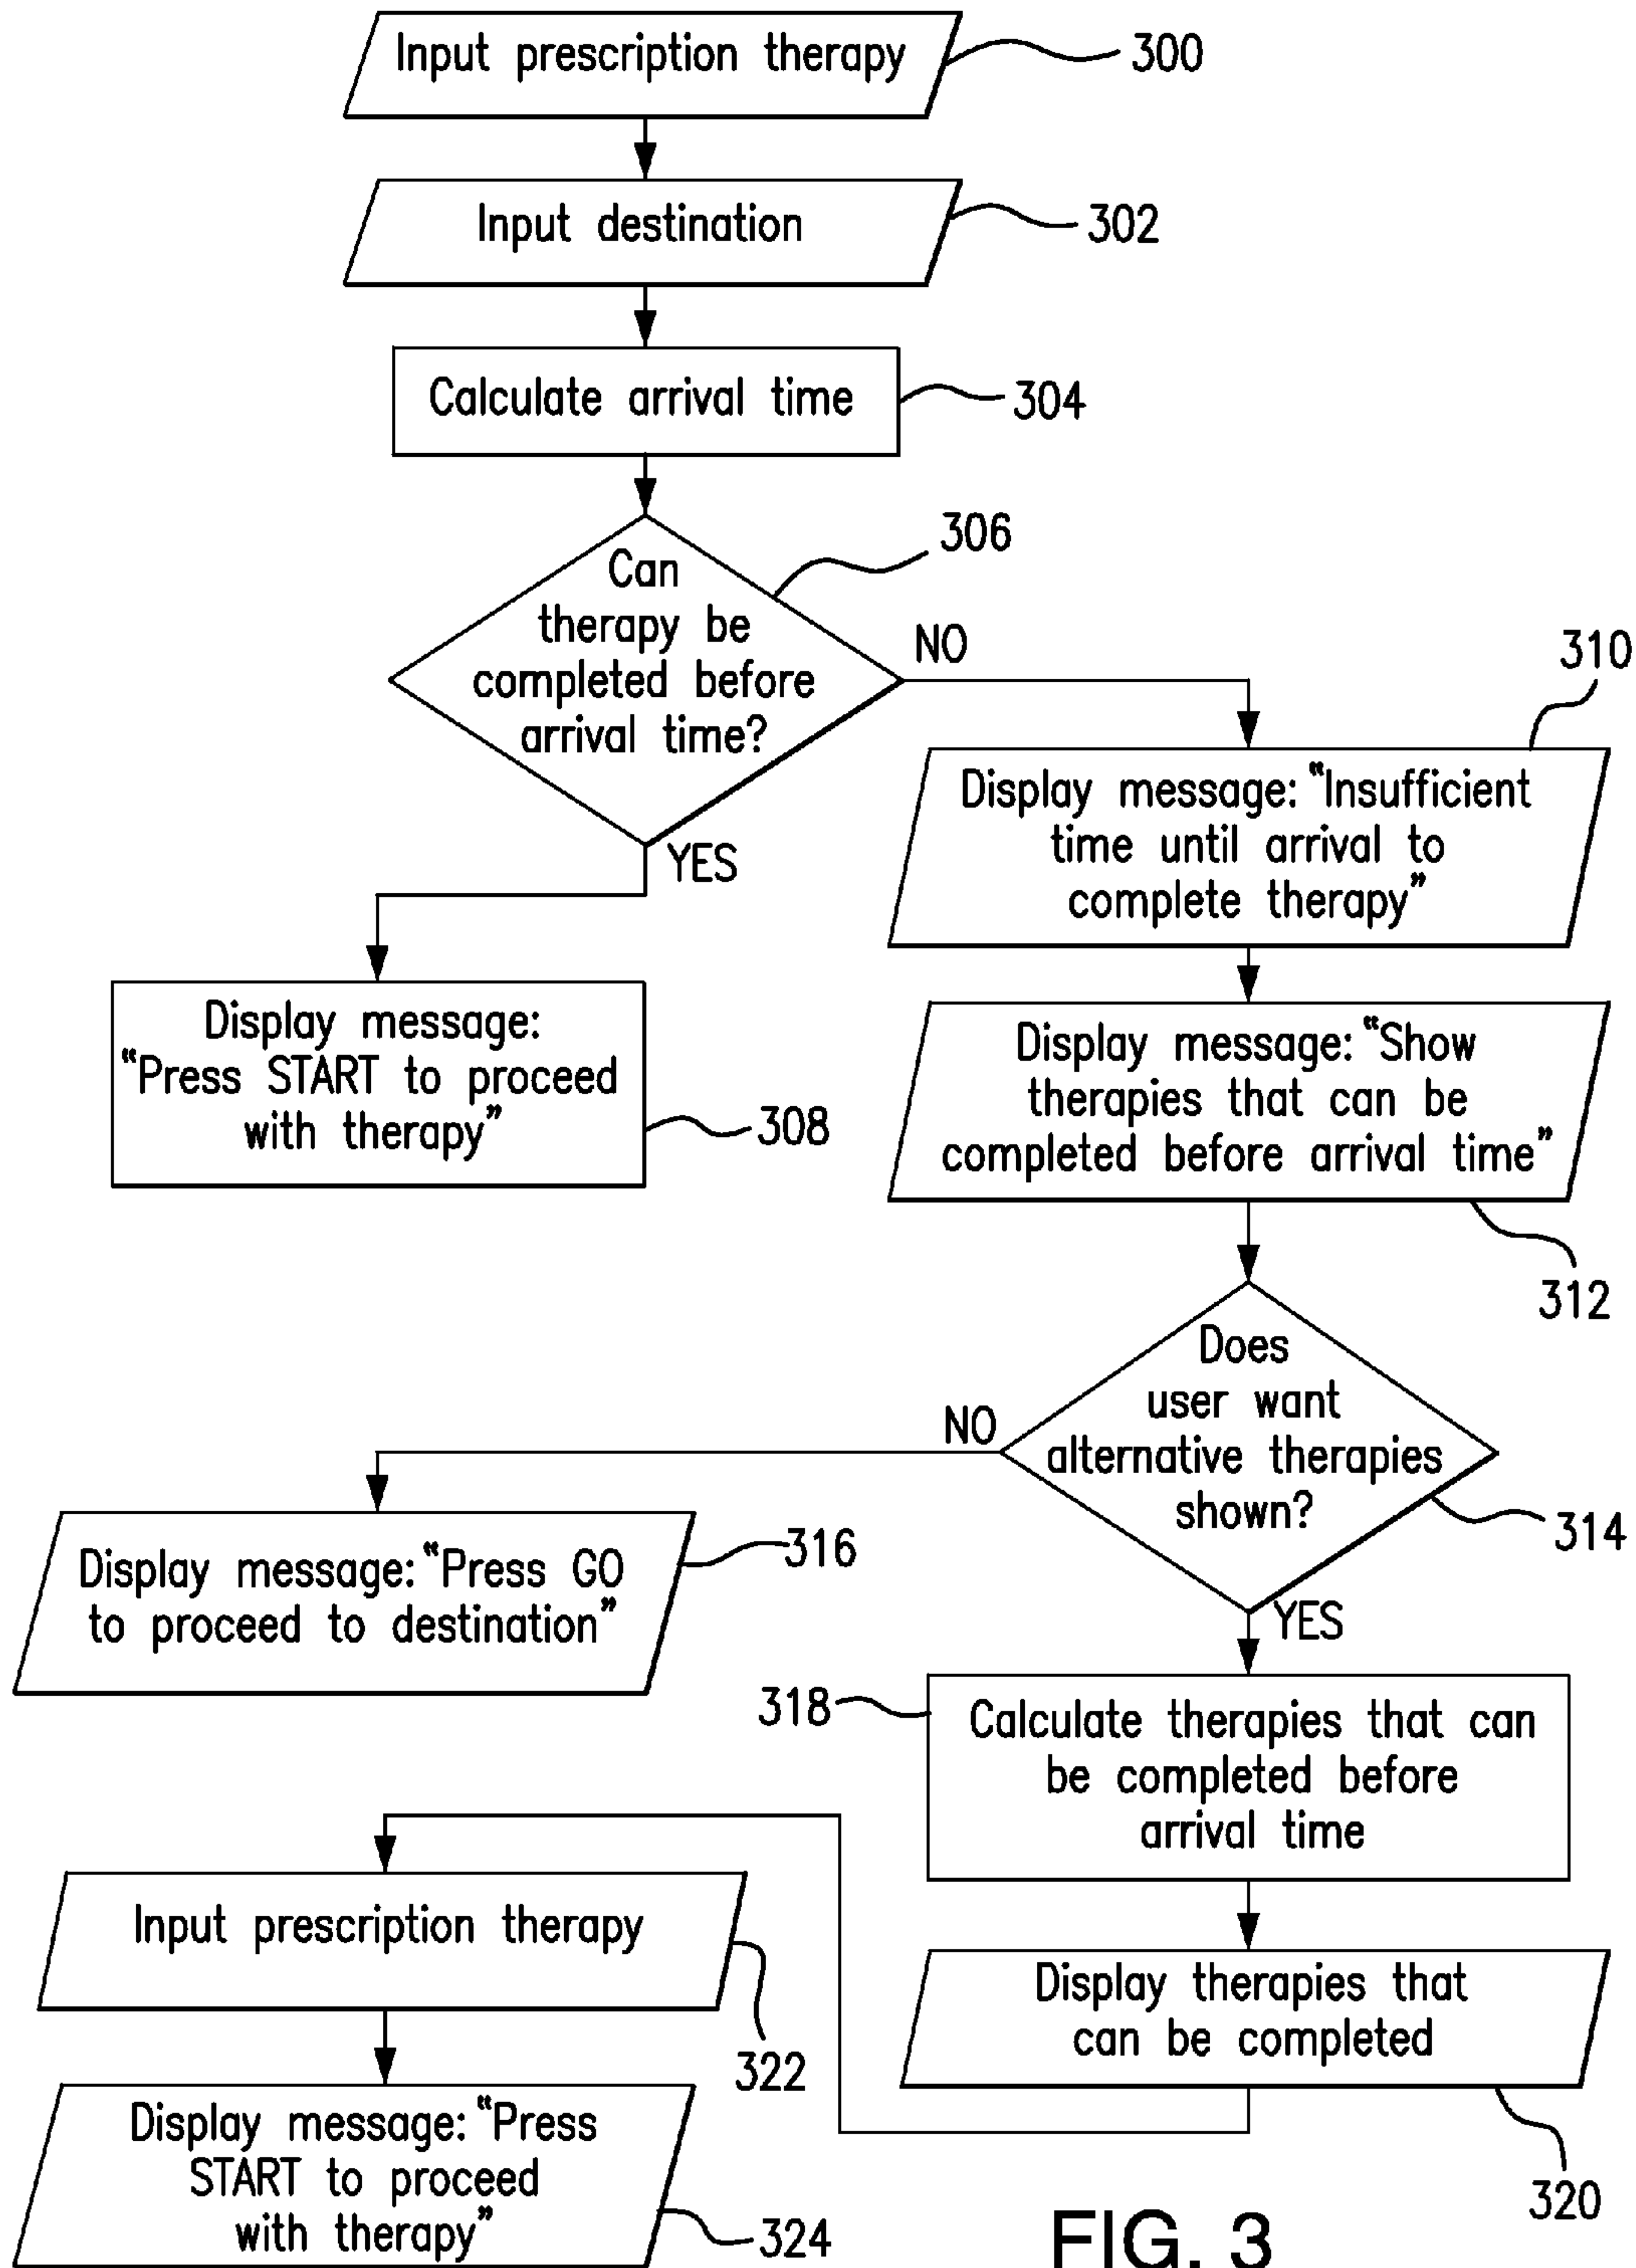 Input prescription therapy
300
Input destination
302
Calculate arrival time
304
306
Can
therapy be
completed before
arrival time?
NO
YES
310
Display message: “Insufficient
time until arrival to
complete therapy”
Display message:
“Press START to proceed
with therapy”
308
Display message: “Show
therapies that can be
completed before arrival time”
312
Does
user want
alternative therapies
shown?
NO
314
YES
Display message: “Press GO
to proceed to destination”
316
318
Calculate therapies that can
be completed before
arrival time
Display therapies that
can be completed
320
Input prescription therapy
322
Display message: “Press
START to proceed
with therapy”
324
FIG. 3